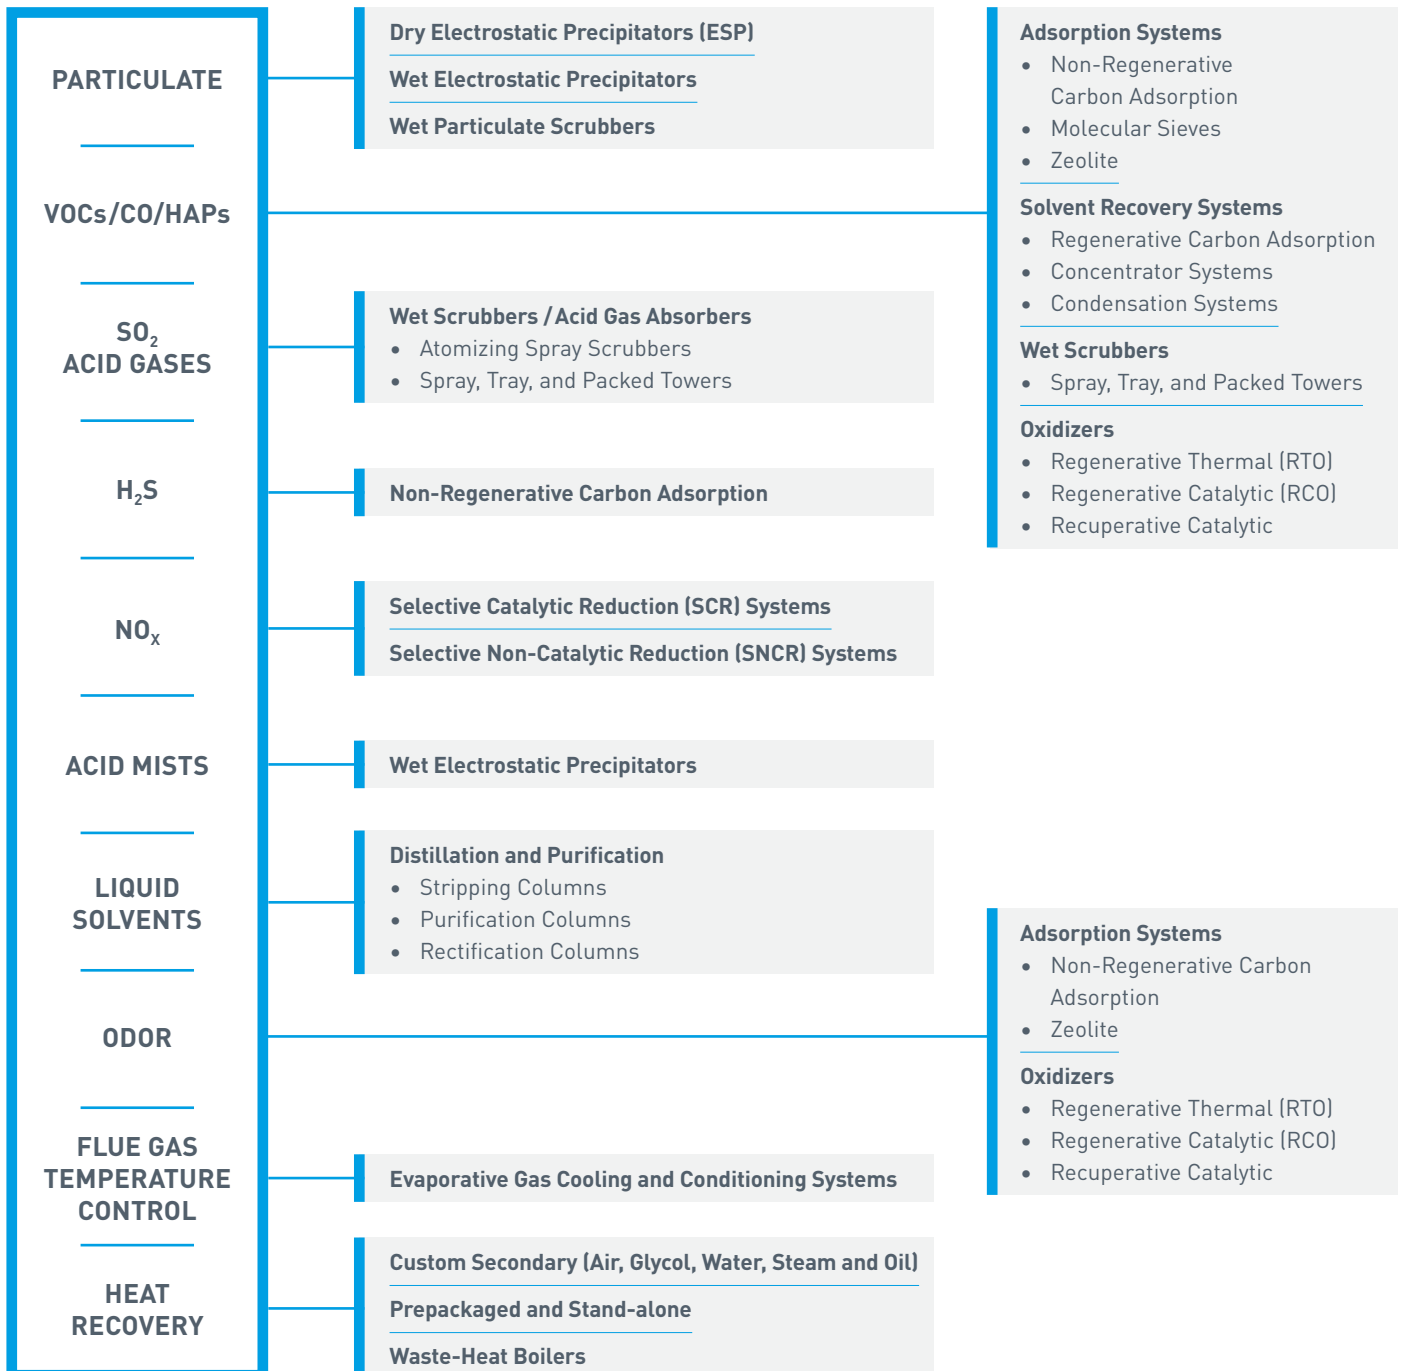 PARTICULATE
Dry Electrostatic Precipitators (ESP)
Wet Electrostatic Precipitators
Wet Particulate Scrubbers
VOCs/CO/HAPs
Adsorption Systems
• Non-Regenerative
Carbon Adsorption
• Molecular Sieves
• Zeolite
Solvent Recovery Systems
• Regenerative Carbon Adsorption
• Concentrator Systems
• Condensation Systems
Wet Scrubbers
• Spray, Tray, and Packed Towers
Oxidizers
• Regenerative Thermal (RTO)
• Regenerative Catalytic (RCO)
• Recuperative Catalytic
SO₂
ACID GASES
Wet Scrubbers / Acid Gas Absorbers
• Atomizing Spray Scrubbers
• Spray, Tray, and Packed Towers
H₂S
Non-Regenerative Carbon Adsorption
NOₓ
Selective Catalytic Reduction (SCR) Systems
Selective Non-Catalytic Reduction (SNCR) Systems
ACID MISTS
Wet Electrostatic Precipitators
LIQUID
SOLVENTS
Distillation and Purification
• Stripping Columns
• Purification Columns
• Rectification Columns
ODOR
Adsorption Systems
• Non-Regenerative Carbon
Adsorption
• Zeolite
Oxidizers
• Regenerative Thermal (RTO)
• Regenerative Catalytic (RCO)
• Recuperative Catalytic
FLUE GAS
TEMPERATURE
CONTROL
Evaporative Gas Cooling and Conditioning Systems
HEAT
RECOVERY
Custom Secondary (Air, Glycol, Water, Steam and Oil)
Prepackaged and Stand-alone
Waste-Heat Boilers